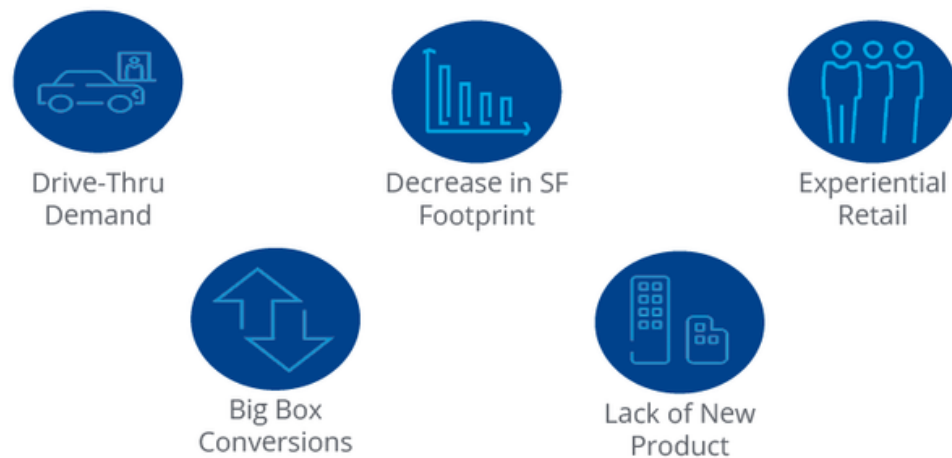 Drive-Thru
Demand
Decrease in SF
Footprint
Experiential
Retail
Big Box
Conversions
Lack of New
Product